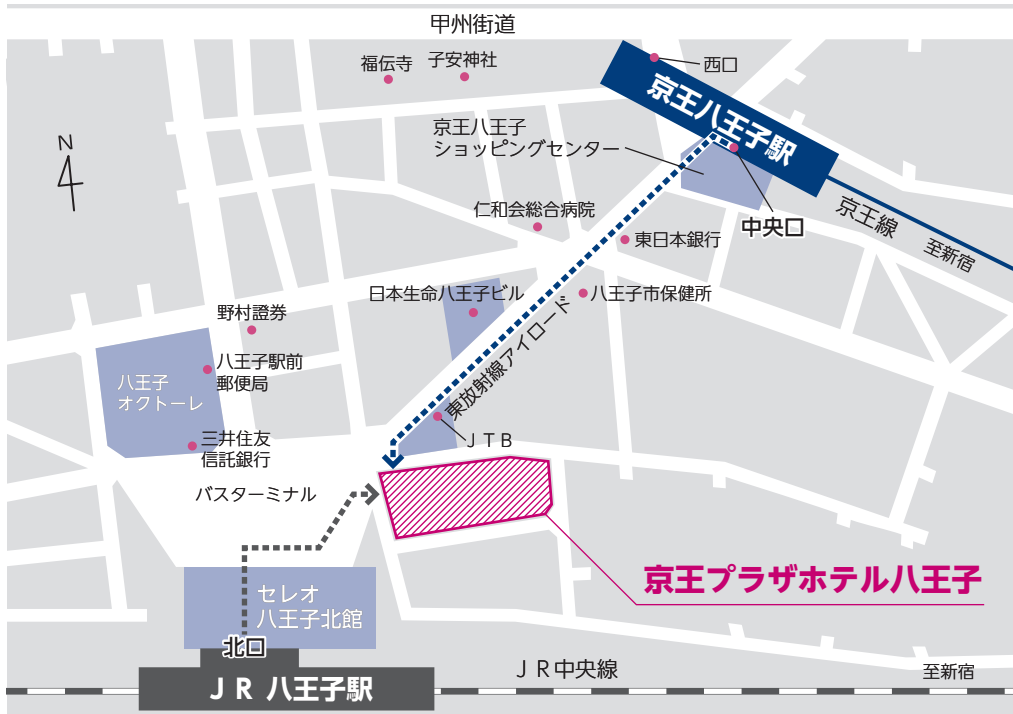 甲州街道
福伝寺
子安神社
西口
京王八王子駅
N
京王八王子
ショッピングセンター
京王線
至新宿
中央口
仁和会総合病院
東日本銀行
日本生命八王子ビル
八王子市保健所
野村證券
東放射線アイロード
八王子駅前
郵便局
八王子
オクトーレ
JTB
三井住友
信託銀行
バスターミナル
京王プラザホテル八王子
セレオ
八王子北館
北口
JR 八王子駅
JR中央線
至新宿